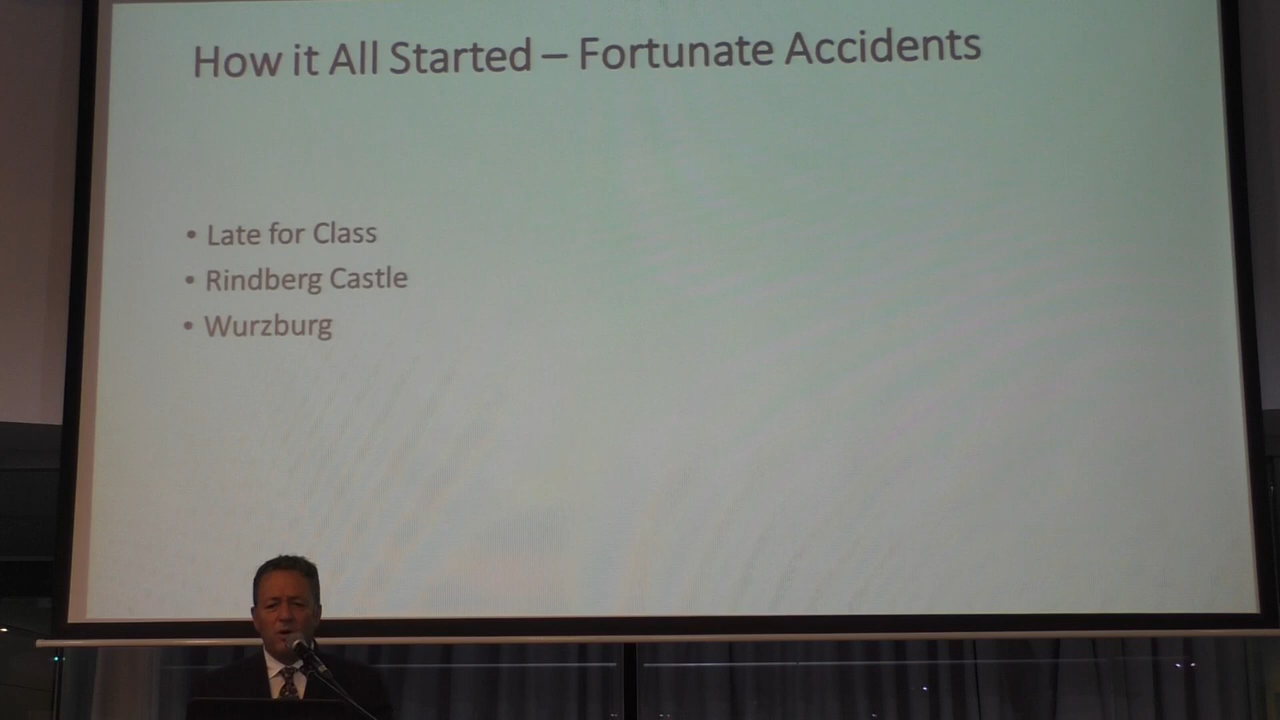 How it All Started – Fortunate Accidents
• Late for Class
• Rindberg Castle
• Wurzburg